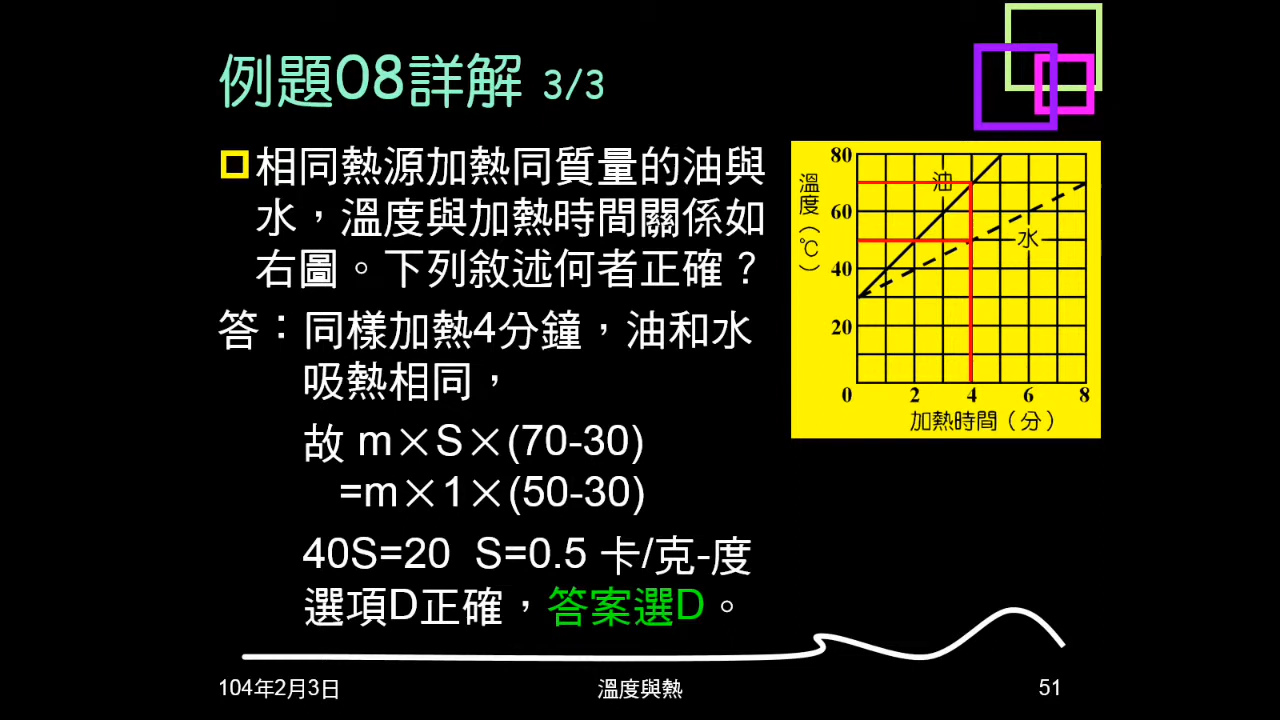 例題08詳解 3/3
相同熱源加熱同質量的油與
水，溫度與加熱時間關係如
右圖。下列敘述何者正確？
答：同樣加熱4分鐘，油和水
吸熱相同，
故 m×S×(70-30)
=m×1×(50-30)
40S=20 S=0.5 卡/克-度
選項D正確，答案選D。
溫度(℃)
80
60
40
20
0
油
水
2 4 6 8
加熱時間(分)
104年2月3日
溫度與熱
51